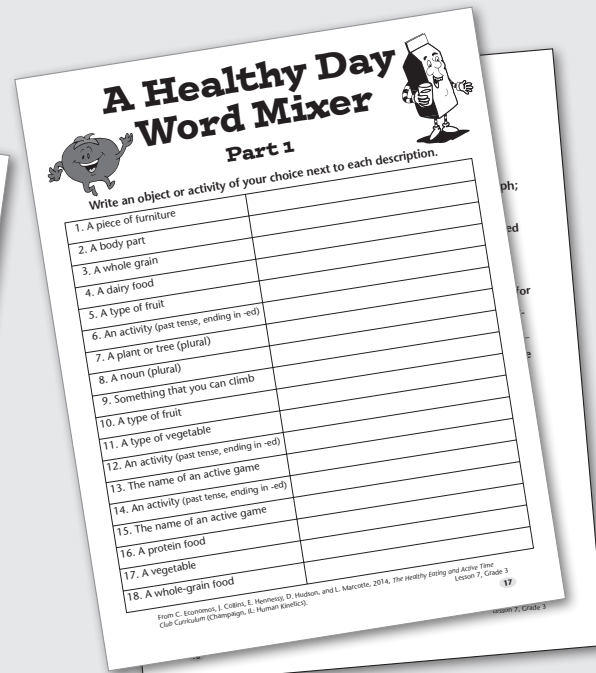 A Healthy Day
Word Mixer
Part 1
Write an object or activity of your choice next to each description.
1. A piece of furniture
2. A body part
3. A whole grain
4. A dairy food
5. A type of fruit
6. An activity (past tense, ending in -ed)
7. A plant or tree (plural)
8. A noun (plural)
9. Something that you can climb
10. A type of fruit
11. A type of vegetable
12. An activity (past tense, ending in -ed)
13. The name of an active game
14. An activity (past tense, ending in -ed)
15. The name of an active game
16. A protein food
17. A vegetable
18. A whole-grain food
From C. Economos, J. Collins, E. Hennessy, D. Hudson, and L. Marcotte, 2014, The Healthy Eating and Active Time
Club Curriculum (Champaign, IL: Human Kinetics).
Lesson 7, Grade 3
17
ph;
ed
for
Lesson 7, Grade 3